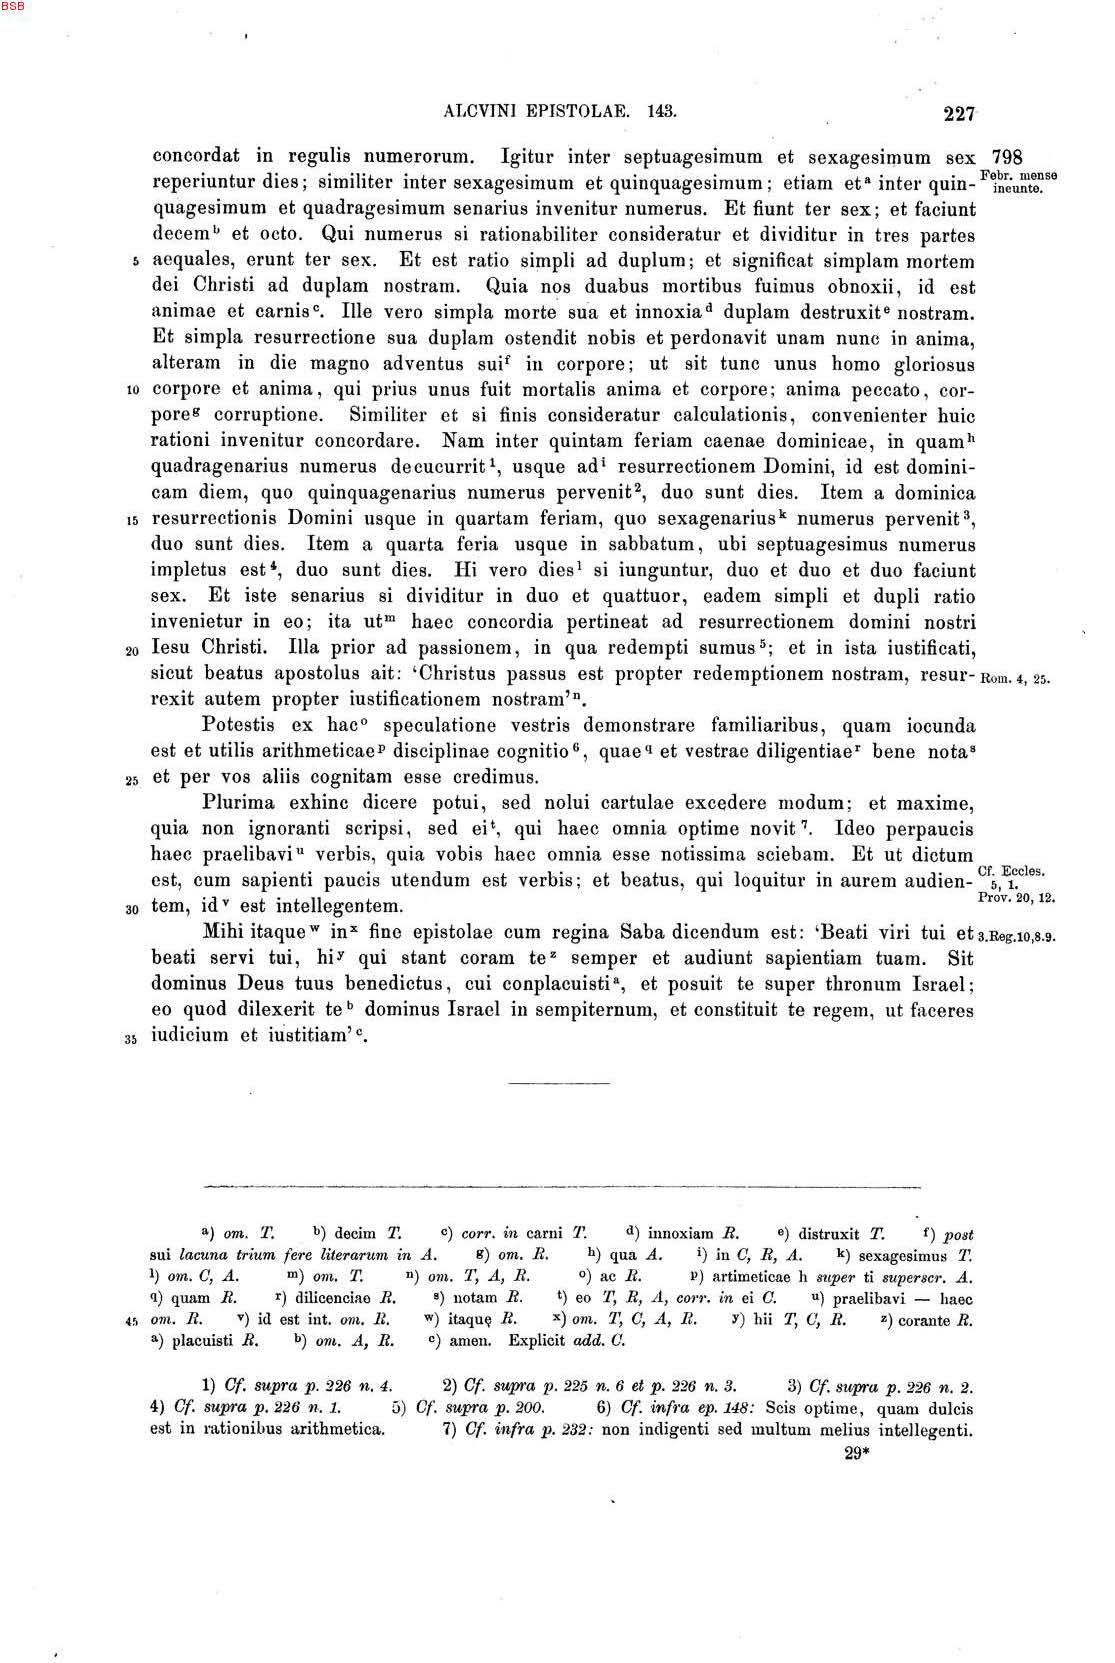 BSB
ALCVINI EPISTOLAE. 143. 227
concordat in regulis numerorum. Igitur inter septuagesimum et sexagesimum sex 798
reperiuntur dies; similiter inter sexagesimum et quinquagesimum; etiam et ᵃ inter quin- Febr. mense ineunte.
quagesimum et quadragesimum senarius invenitur numerus. Et fiunt ter sex; et faciunt
decem ᵇ et octo. Qui numerus si rationabiliter consideratur et dividitur in tres partes
5 aequales, erunt ter sex. Et est ratio simpli ad duplum; et significat simplam mortem
dei Christi ad duplam nostram. Quia nos duabus mortibus fuimus obnoxii, id est
animae et carnis ᶜ. Ille vero simpla morte sua et innoxia ᵈ duplam destruxit ᵉ nostram.
Et simpla resurrectione sua duplam ostendit nobis et perdonavit unam nunc in anima,
alteram in die magno adventus sui ᶠ in corpore; ut sit tunc unus homo gloriosus
10 corpore et anima, qui prius unus fuit mortalis anima et corpore; anima peccato, cor-
pore ᵍ corruptione. Similiter et si finis consideratur calculationis, convenienter huic
rationi invenitur concordare. Nam inter quintam feriam caenae dominicae, in quam ʰ
quadragenarius numerus decucurrit ¹, usque ad ⁱ resurrectionem Domini, id est domini-
cam diem, quo quinquagenarius numerus pervenit ², duo sunt dies. Item a dominica
15 resurrectionis Domini usque in quartam feriam, quo sexagenarius ᵏ numerus pervenit ³,
duo sunt dies. Item a quarta feria usque in sabbatum, ubi septuagesimus numerus
impletus est ⁴, duo sunt dies. Hi vero dies ˡ si iunguntur, duo et duo et duo faciunt
sex. Et iste senarius si dividitur in duo et quattuor, eadem simpli et dupli ratio
invenietur in eo; ita ut ᵐ haec concordia pertineat ad resurrectionem domini nostri
20 Iesu Christi. Illa prior ad passionem, in qua redempti sumus ⁵; et in ista iustificati,
sicut beatus apostolus ait: ‘Christus passus est propter redemptionem nostram, resur- Rom. 4, 25.
rexit autem propter iustificationem nostram’ ⁿ.
Potestis ex hac ᵒ speculatione vestris demonstrare familiaribus, quam iocunda
est et utilis arithmeticae ᵖ disciplinae cognitio ⁶, quae q et vestrae diligentiae ʳ bene nota ˢ
25 et per vos aliis cognitam esse credimus.
Plurima exhinc dicere potui, sed nolui cartulae excedere modum; et maxime,
quia non ignoranti scripsi, sed ei ᵗ, qui haec omnia optime novit ⁷. Ideo perpaucis
haec praelibavi ᵘ verbis, quia vobis haec omnia esse notissima sciebam. Et ut dictum
est, cum sapienti paucis utendum est verbis; et beatus, qui loquitur in aurem audien- Cf. Eccles. 5, 1.
30 tem, id ᵛ est intellegentem. Prov. 20, 12.
Mihi itaque ʷ in ˣ fine epistolae cum regina Saba dicendum est: ‘Beati viri tui et 3.Reg.10,8.9.
beati servi tui, hi ʸ qui stant coram te ᶻ semper et audiunt sapientiam tuam. Sit
dominus Deus tuus benedictus, cui conplacuisti ᵃ, et posuit te super thronum Israel;
eo quod dilexerit te ᵇ dominus Israel in sempiternum, et constituit te regem, ut faceres
35 iudicium et iustitiam’ ᶜ.
a) om. T. b) decim T. c) corr. in carni T. d) innoxiam R. e) distruxit T. f) post
sui lacuna trium fere literarum in A. g) om. R. h) qua A. i) in C, R, A. k) sexagesimus T.
l) om. C, A. m) om. T. n) om. T, A, R. o) ac R. p) artimeticae h super ti superscr. A.
q) quam R. r) dilicenciae R. s) notam R. t) eo T, R, A, corr. in ei C. u) praelibavi — haec
45 om. R. v) id est int. om. R. w) itaquę R. x) om. T, C, A, R. y) hii T, C, R. z) corante R.
a) placuisti R. b) om. A, R. c) amen. Explicit add. C.
1) Cf. supra p. 226 n. 4. 2) Cf. supra p. 225 n. 6 et p. 226 n. 3. 3) Cf. supra p. 226 n. 2.
4) Cf. supra p. 226 n. 1. 5) Cf. supra p. 200. 6) Cf. infra ep. 148: Scis optime, quam dulcis
est in rationibus arithmetica. 7) Cf. infra p. 232: non indigenti sed multum melius intellegenti.
29*